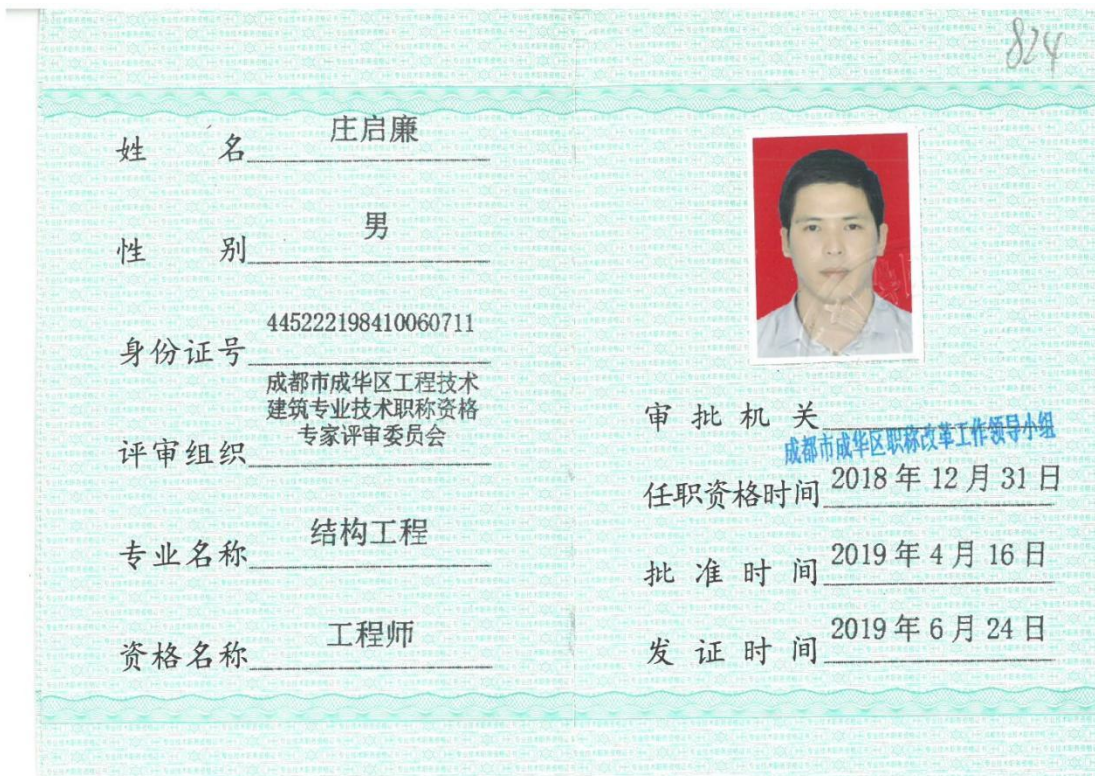 824
姓 名 庄启廉
性 别 男
身份证号 445222198410060711
评审组织 成都市成华区工程技术
建筑专业技术职称资格
专家评审委员会
专业名称 结构工程
资格名称 工程师
审批机关 成都市成华区职称改革工作领导小组
任职资格时间 2018年12月31日
批准时间 2019年4月16日
发证时间 2019年6月24日